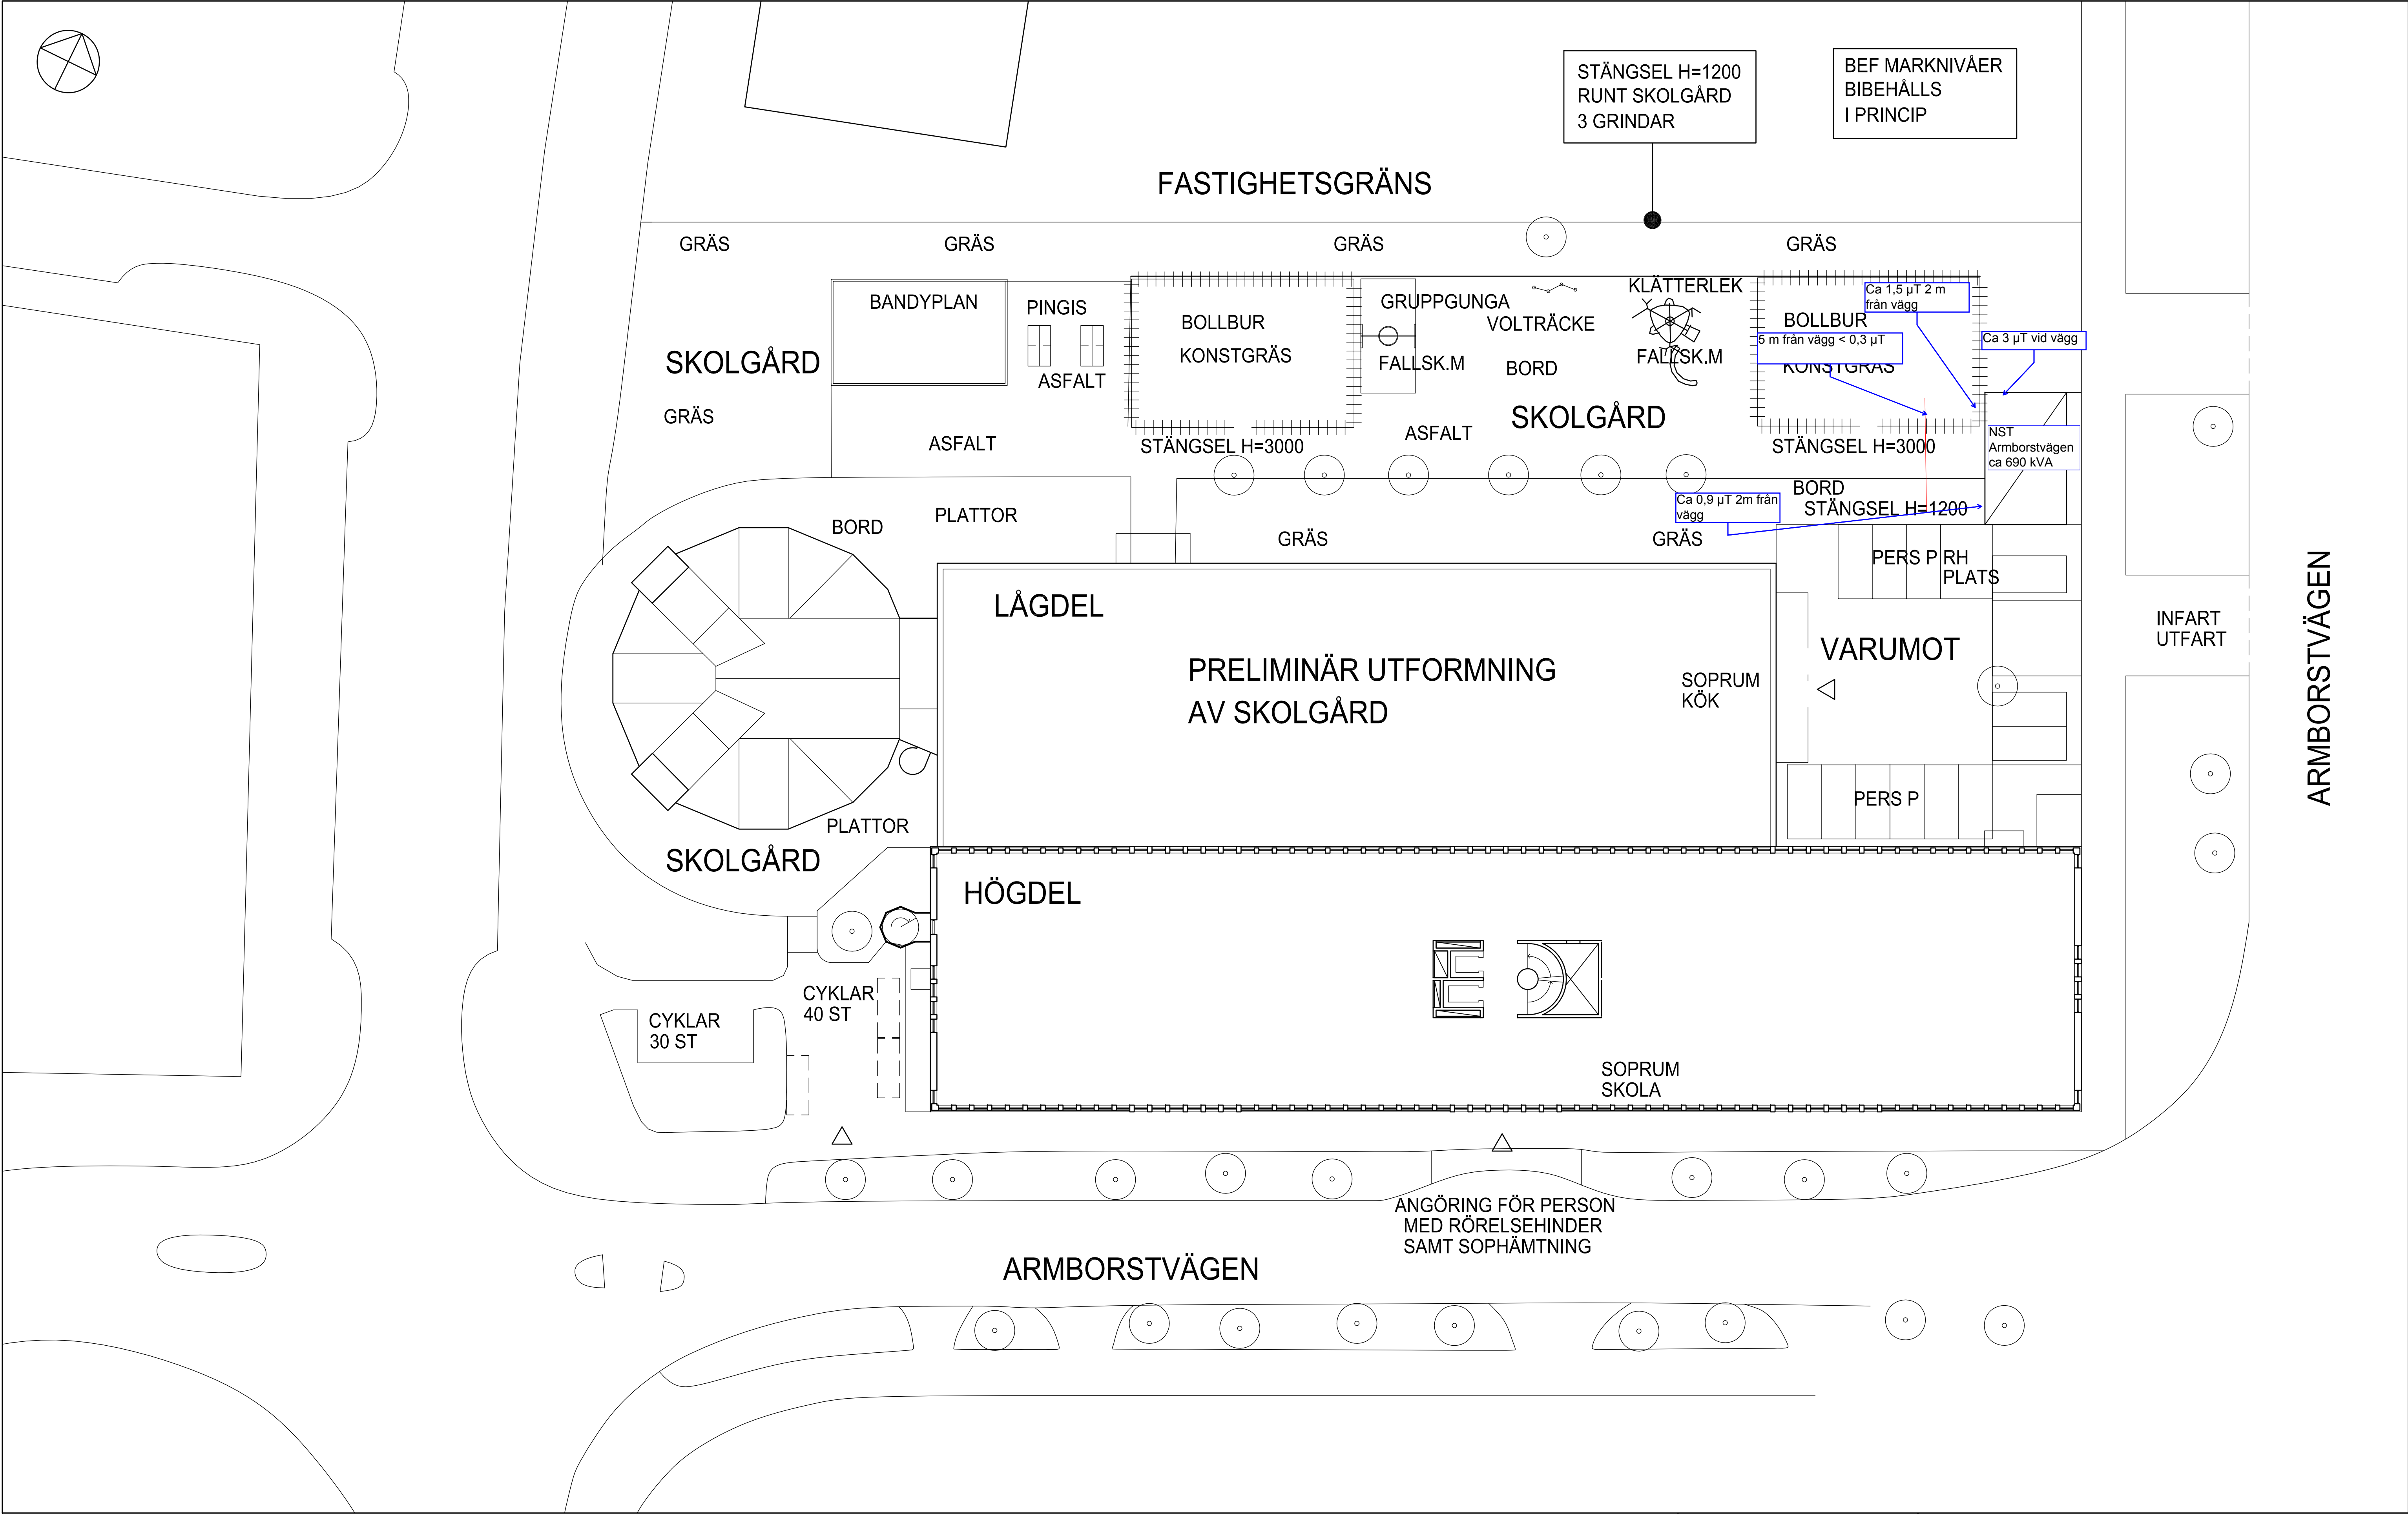 STÄNGSEL H=1200
RUNT SKOLGÅRD
3 GRINDAR
BEF MARKNIVÅER
BIBEHÅLLS
I PRINCIP
FASTIGHETSGRÄNS
GRÄS
GRÄS
GRÄS
GRÄS
BANDYPLAN
PINGIS
ASFALT
BOLLBUR
KONSTGRÄS
GRUPPGUNGA
VOLTRÄCKE
KLÄTTERLEK
FALLSK.M
BORD
FALLSK.M
Ca 1,5 µT 2 m
från vägg
BOLLBUR
5 m från vägg < 0,3 µT
KONSTGRÄS
Ca 3 µT vid vägg
SKOLGÅRD
GRÄS
ASFALT
STÄNGSEL H=3000
ASFALT
SKOLGÅRD
STÄNGSEL H=3000
NST
Armborstvägen
ca 690 kVA
BORD
STÄNGSEL H=1200
Ca 0,9 µT 2m från
vägg
BORD
PLATTOR
GRÄS
GRÄS
PERS P
RH
PLATS
LÅGDEL
PRELIMINÄR UTFORMNING
AV SKOLGÅRD
SOPRUM
KÖK
VARUMOT
INFART
UTFART
ARMBORSTVÄGEN
PERS P
PLATTOR
SKOLGÅRD
HÖGDEL
CYKLAR
40 ST
CYKLAR
30 ST
SOPRUM
SKOLA
ANGÖRING FÖR PERSON
MED RÖRELSEHINDER
SAMT SOPHÄMTNING
ARMBORSTVÄGEN